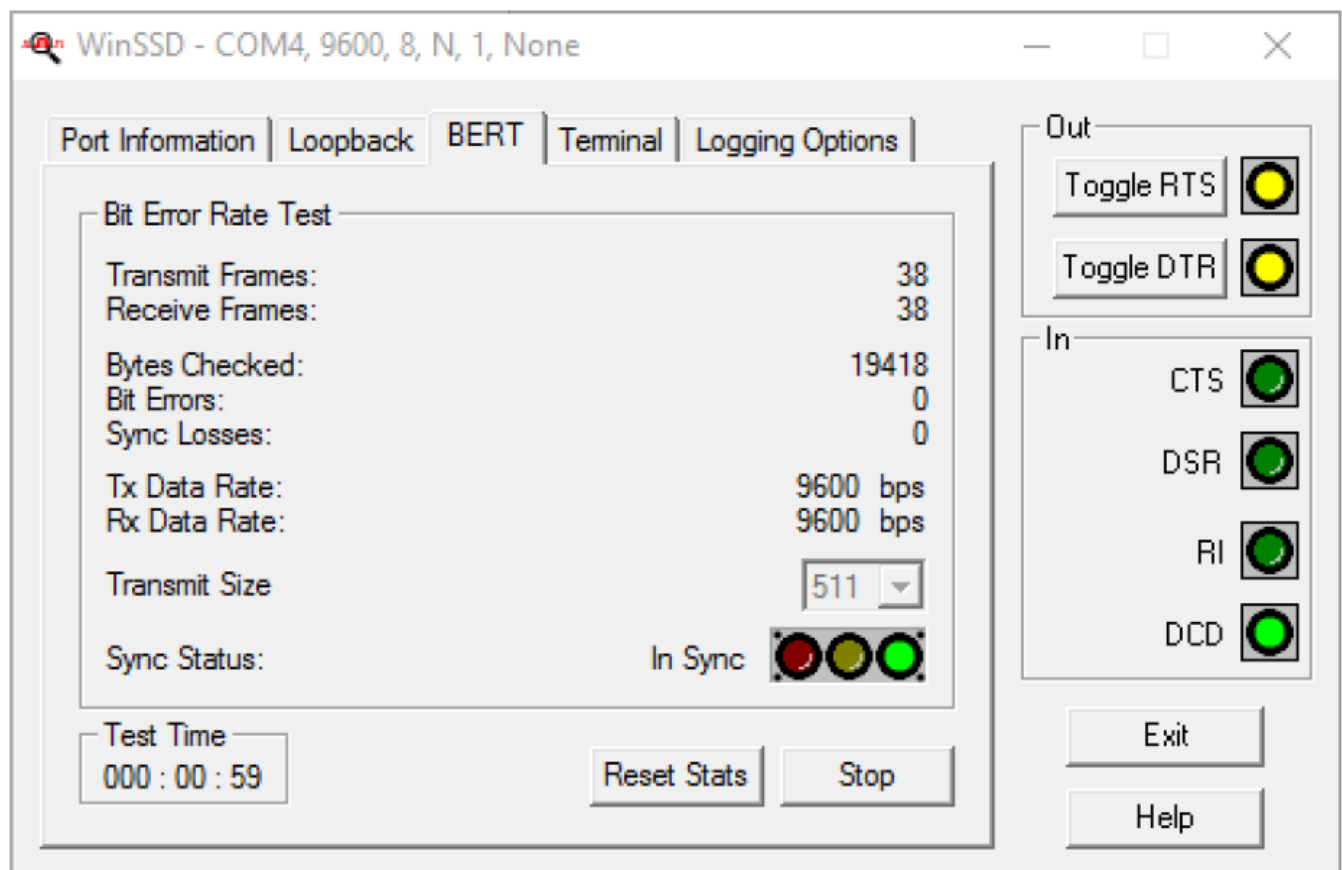 WinSSD - COM4, 9600, 8, N, 1, None
Port Information Loopback BERT Terminal Logging Options
Bit Error Rate Test
Transmit Frames: 38
Receive Frames: 38
Bytes Checked: 19418
Bit Errors: 0
Sync Losses: 0
Tx Data Rate: 9600 bps
Rx Data Rate: 9600 bps
Transmit Size 511
Sync Status: In Sync
Test Time
000 : 00 : 59
Reset Stats Stop
Out
Toggle RTS
Toggle DTR
In
CTS
DSR
RI
DCD
Exit
Help